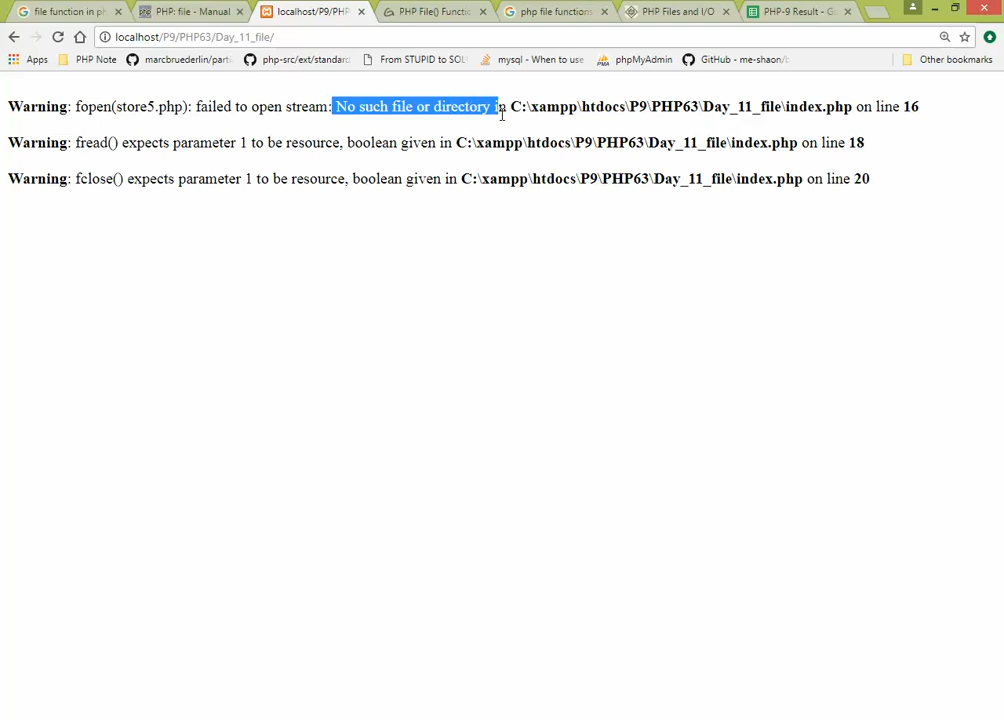 file function in ph
PHP: file - Manual
localhost/P9/PHP
PHP File() Functio
php file functions
PHP Files and I/O
PHP-9 Result - Go
localhost/P9/PHP63/Day_11_file/
Apps
PHP Note
marcbruederlin/parti
php-src/ext/standard
From STUPID to SOL
mysql - When to use
phpMyAdmin
GitHub - me-shaon/b
Other bookmarks
Warning: fopen(store5.php): failed to open stream: No such file or directory in C:\xampp\htdocs\P9\PHP63\Day_11_file\index.php on line 16
Warning: fread() expects parameter 1 to be resource, boolean given in C:\xampp\htdocs\P9\PHP63\Day_11_file\index.php on line 18
Warning: fclose() expects parameter 1 to be resource, boolean given in C:\xampp\htdocs\P9\PHP63\Day_11_file\index.php on line 20